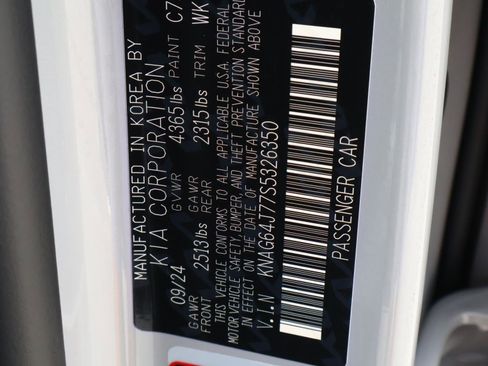 MANUFACTURED IN KOREA BY
KIA CORPORATION
09/24 GVWR 4365lbs PAINT C7
GAWR FRONT 2513lbs GAWR REAR 2315lbs TRIM WK
THIS VEHICLE CONFORMS TO ALL APPLICABLE U.S.A. FEDERAL
MOTOR VEHICLE SAFETY, BUMPER, AND THEFT PREVENTION STANDARD
IN EFFECT ON THE DATE OF MANUFACTURE SHOWN ABOVE
V.I.N KNAG64J77S5326350
PASSENGER CAR